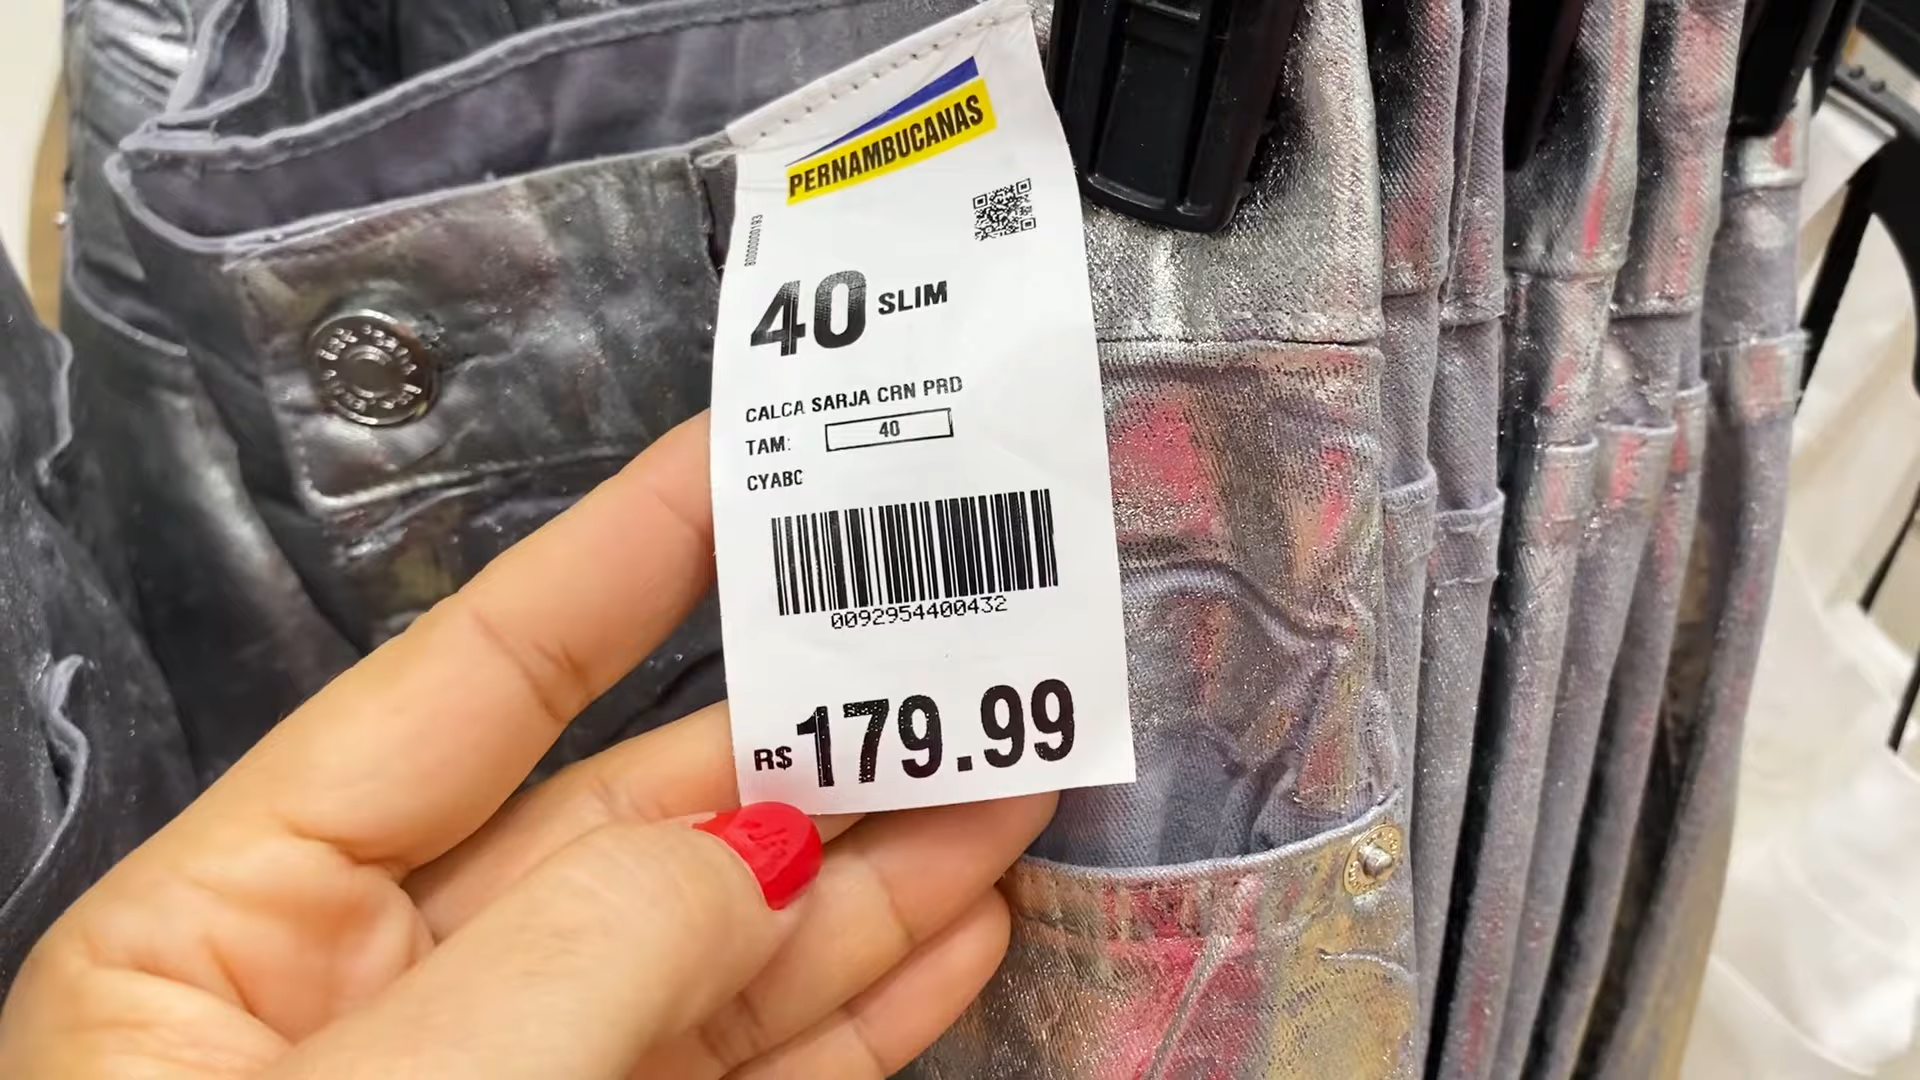 PERNAMBUCANAS
40 SLIM
CALCA SARJA CRN PRD
TAM: 40
CYABC
0092954400432
R$ 179.99